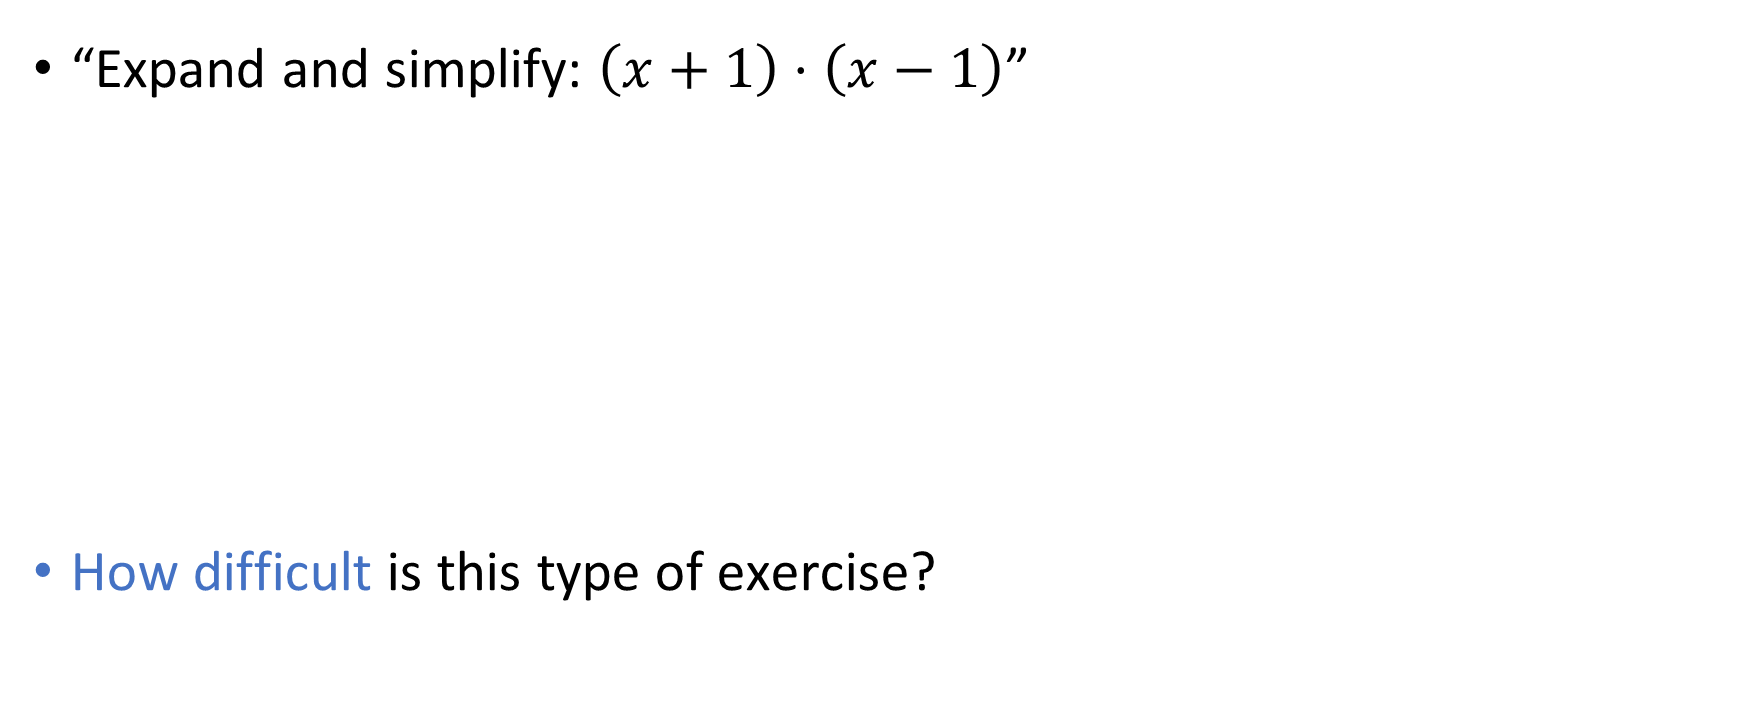 • “Expand and simplify: (𝑥 + 1) · (𝑥 − 1)”
• How difficult is this type of exercise?